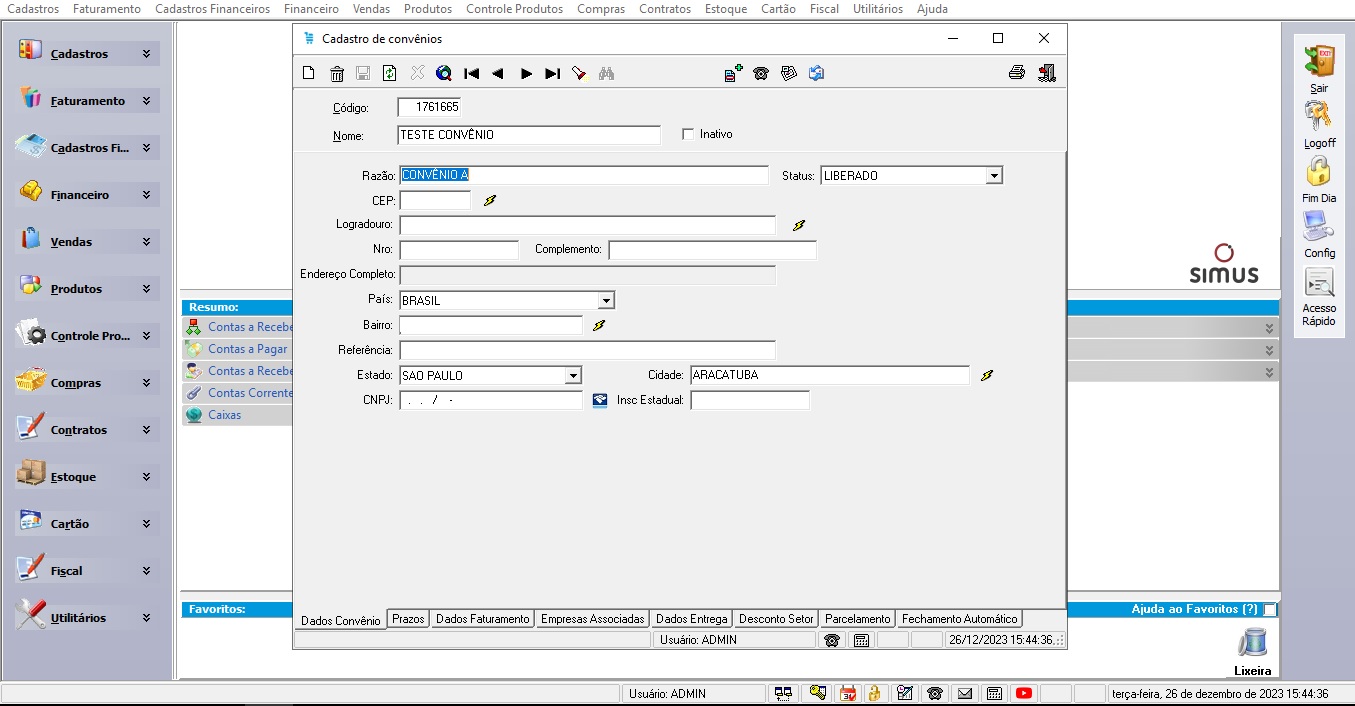 Cadastros Faturamento Cadastros Financeiros Financeiro Vendas Produtos Controle Produtos Compras Contratos Estoque Cartão Fiscal Utilitários Ajuda
Cadastros
Faturamento
Cadastros Fi...
Financeiro
Vendas
Produtos
Controle Pro...
Compras
Contratos
Estoque
Cartão
Fiscal
Utilitários
Cadastro de convênios
Código: 1761665
Nome: TESTE CONVÊNIO Inativo
Razão: CONVÊNIO A Status: LIBERADO
CEP:
Logradouro:
Nro: Complemento:
Endereço Completo:
País: BRASIL
Bairro:
Referência:
Estado: SAO PAULO Cidade: ARACATUBA
CNPJ: . . / - Insc Estadual:
Dados Convênio Prazos Dados Faturamento Empresas Associadas Dados Entrega Desconto Setor Parcelamento Fechamento Automático
Usuário: ADMIN 26/12/2023 15:44:36
Resumo:
Contas a Recebe
Contas a Pagar
Contas a Recebe
Contas Corrente
Caixas
Favoritos: Ajuda ao Favoritos (?)
Lixeira
SIMUS
EXIT
Sair
Logoff
Fim Dia
Config
Acesso
Rápido
Usuário: ADMIN terça-feira, 26 de dezembro de 2023 15:44:36